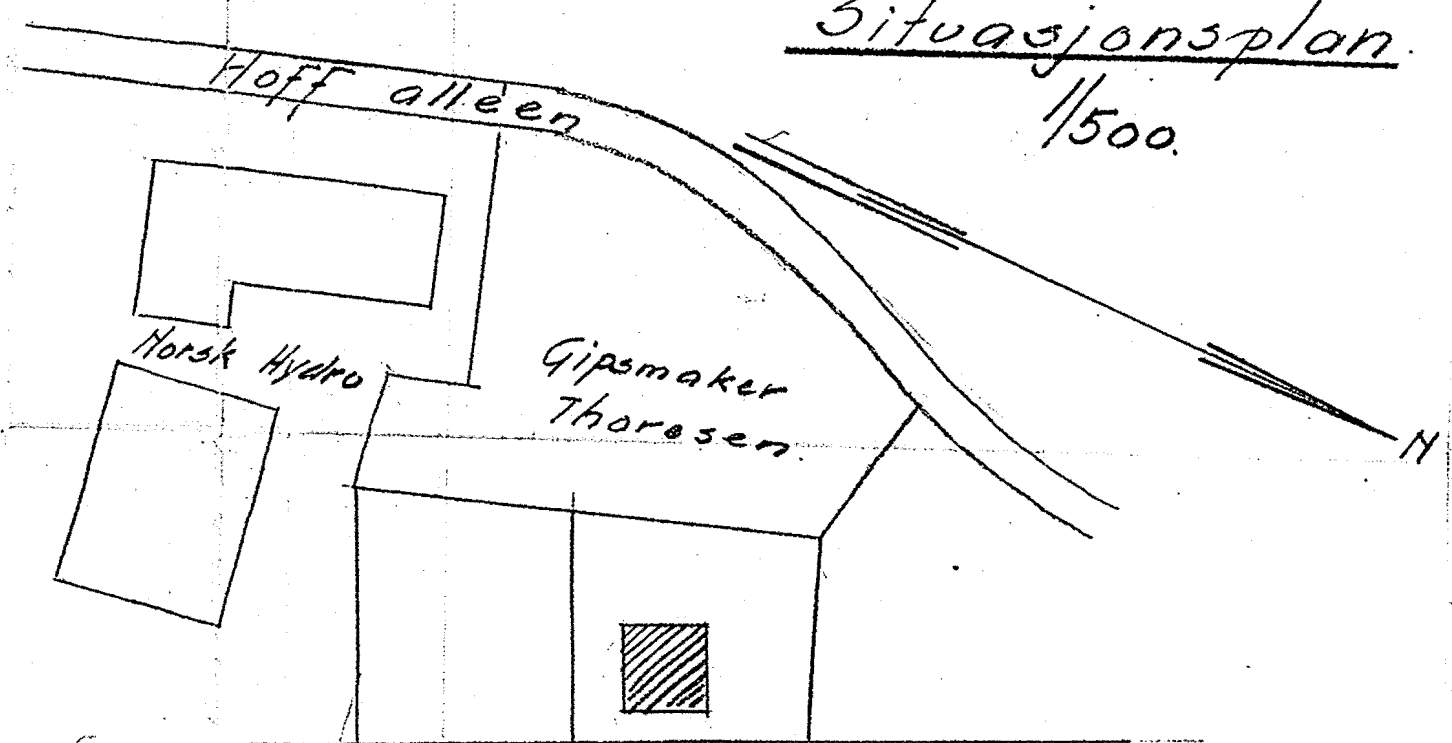 Situasjonsplan.
1/500.
Hoff alleen
Norsk Hydro
Gipsmaker
Thoresen.
N